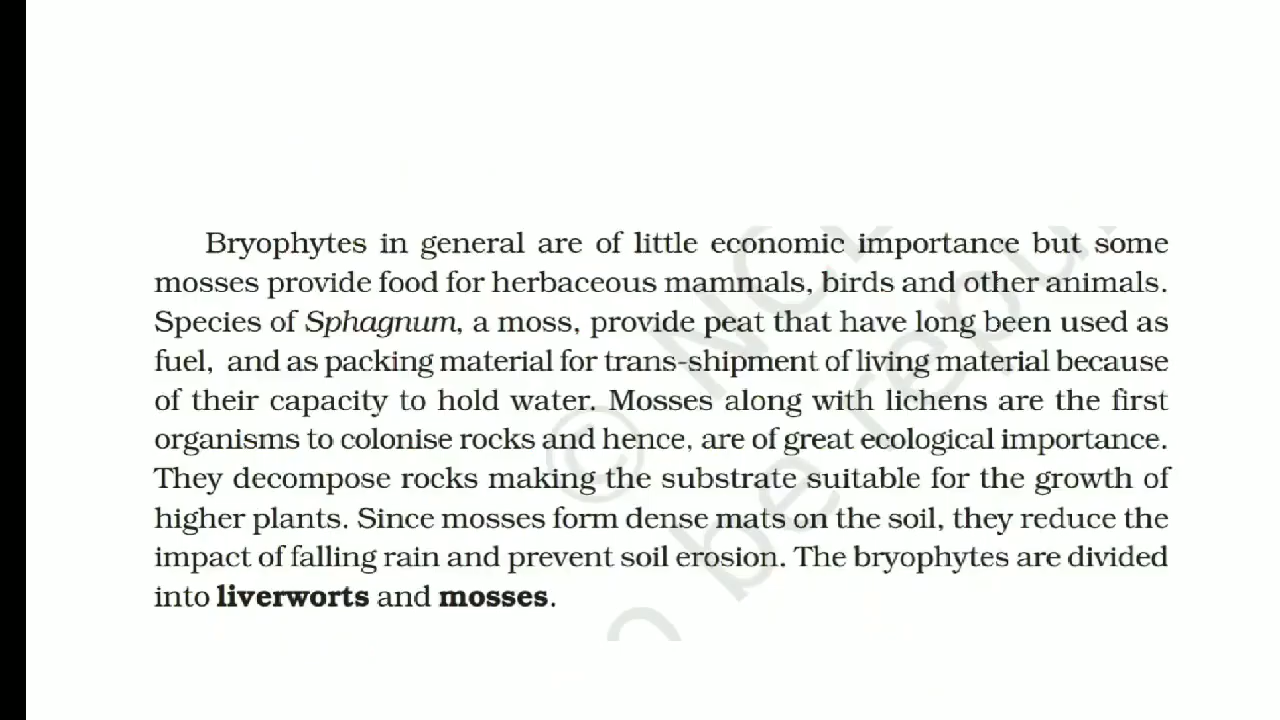 Bryophytes in general are of little economic importance but some
mosses provide food for herbaceous mammals, birds and other animals.
Species of Sphagnum, a moss, provide peat that have long been used as
fuel, and as packing material for trans-shipment of living material because
of their capacity to hold water. Mosses along with lichens are the first
organisms to colonise rocks and hence, are of great ecological importance.
They decompose rocks making the substrate suitable for the growth of
higher plants. Since mosses form dense mats on the soil, they reduce the
impact of falling rain and prevent soil erosion. The bryophytes are divided
into liverworts and mosses.